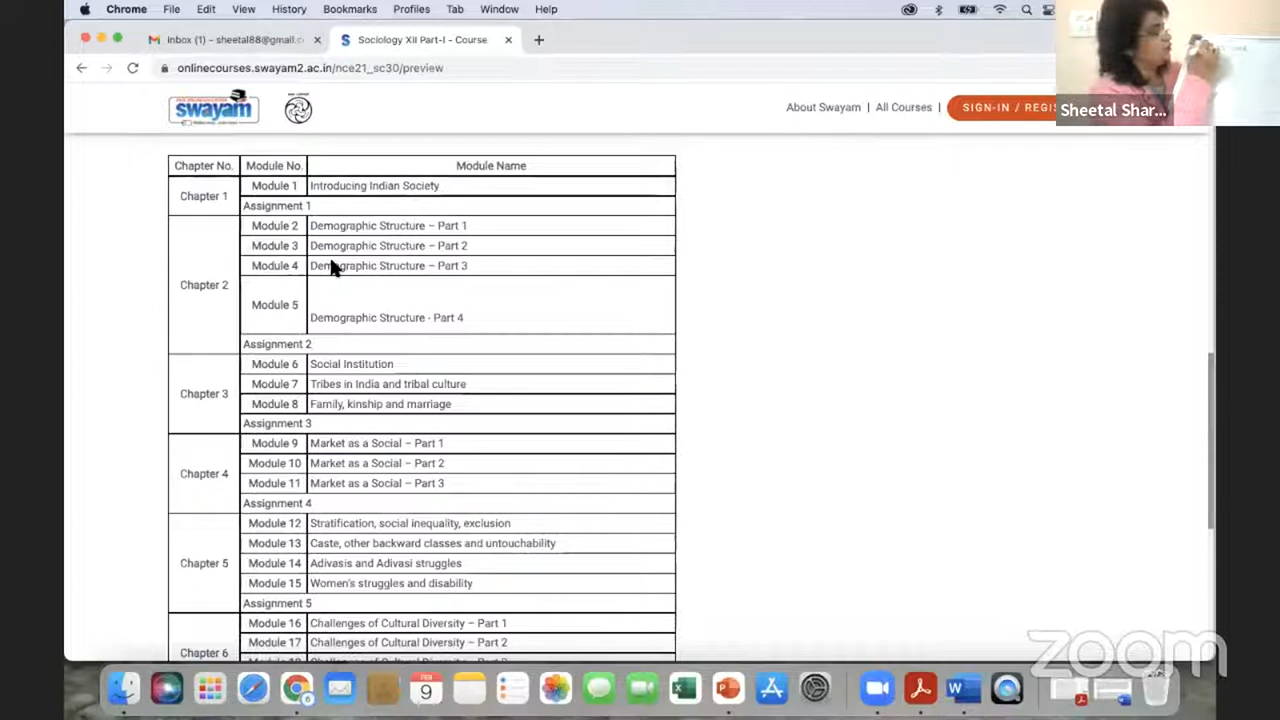 Chrome File Edit View History Bookmarks Profiles Tab Window Help
Inbox (1) - sheetal88@gmail.c
Sociology XII Part-I - Course
onlinecourses.swayam2.ac.in/nce21_sc30/preview
swayam
About Swayam | All Courses | SIGN-IN / REGIS
Sheetal Shar...
Chapter No. Module No. Module Name
Chapter 1
Module 1 Introducing Indian Society
Assignment 1
Chapter 2
Module 2 Demographic Structure – Part 1
Module 3 Demographic Structure – Part 2
Module 4 Demographic Structure – Part 3
Module 5 Demographic Structure - Part 4
Assignment 2
Chapter 3
Module 6 Social Institution
Module 7 Tribes in India and tribal culture
Module 8 Family, kinship and marriage
Assignment 3
Chapter 4
Module 9 Market as a Social – Part 1
Module 10 Market as a Social – Part 2
Module 11 Market as a Social – Part 3
Assignment 4
Chapter 5
Module 12 Stratification, social inequality, exclusion
Module 13 Caste, other backward classes and untouchability
Module 14 Adivasis and Adivasi struggles
Module 15 Women's struggles and disability
Assignment 5
Chapter 6
Module 16 Challenges of Cultural Diversity – Part 1
Module 17 Challenges of Cultural Diversity – Part 2
zoom
FEB
9